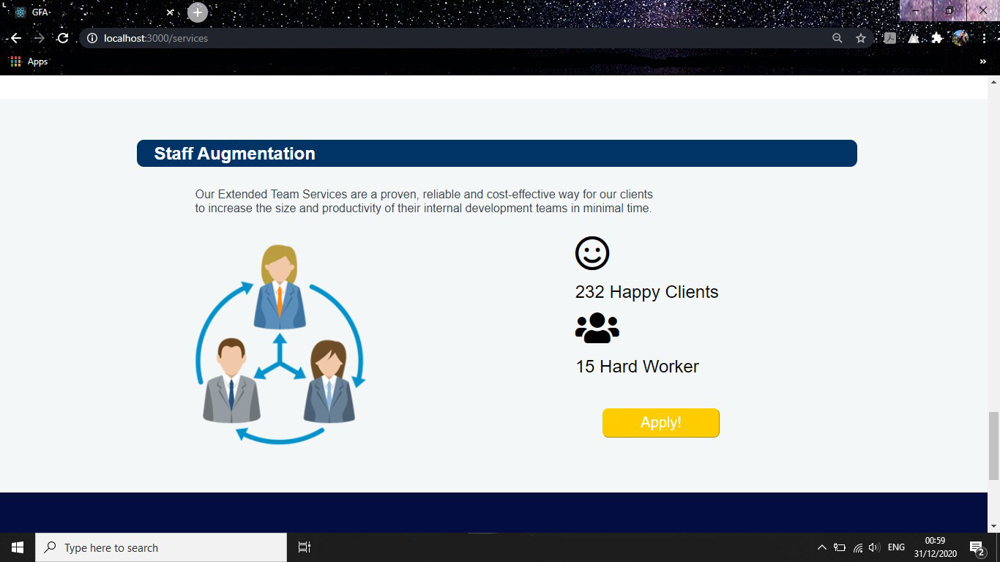 GFA
localhost:3000/services
Apps
»
Staff Augmentation
Our Extended Team Services are a proven, reliable and cost-effective way for our clients
to increase the size and productivity of their internal development teams in minimal time.
232 Happy Clients
15 Hard Worker
Apply!
Type here to search
ENG
00:59
31/12/2020
2